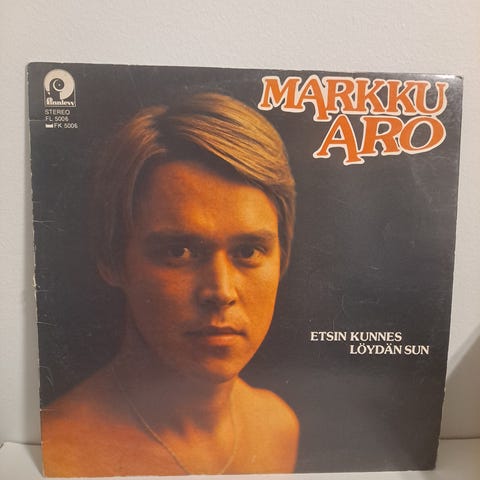 Finnlevy
STEREO
FL 5006
FK 5006
MARKKU
ARO
ETSIN KUNNES
LÖYDÄN SUN